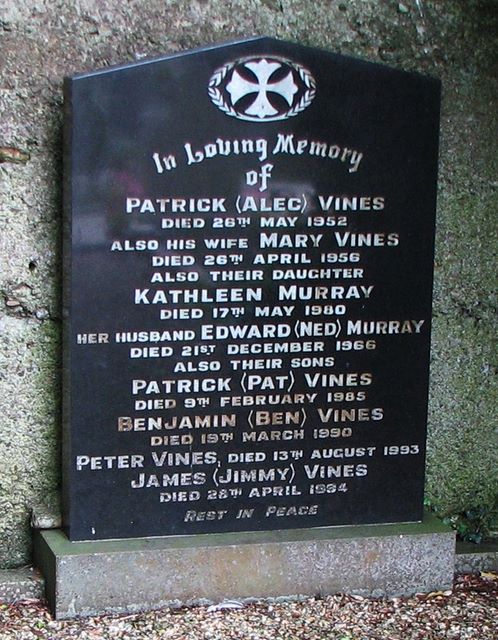 In Loving Memory
of
PATRICK (ALEC) VINES
DIED 26TH MAY 1952
ALSO HIS WIFE MARY VINES
DIED 26TH APRIL 1956
ALSO THEIR DAUGHTER
KATHLEEN MURRAY
DIED 17TH MAY 1980
HER HUSBAND EDWARD (NED) MURRAY
DIED 21ST DECEMBER 1966
ALSO THEIR SONS
PATRICK (PAT) VINES
DIED 9TH FEBRUARY 1985
BENJAMIN (BEN) VINES
DIED 19TH MARCH 1990
PETER VINES, DIED 13TH AUGUST 1993
JAMES (JIMMY) VINES
DIED 28TH APRIL 1994
REST IN PEACE